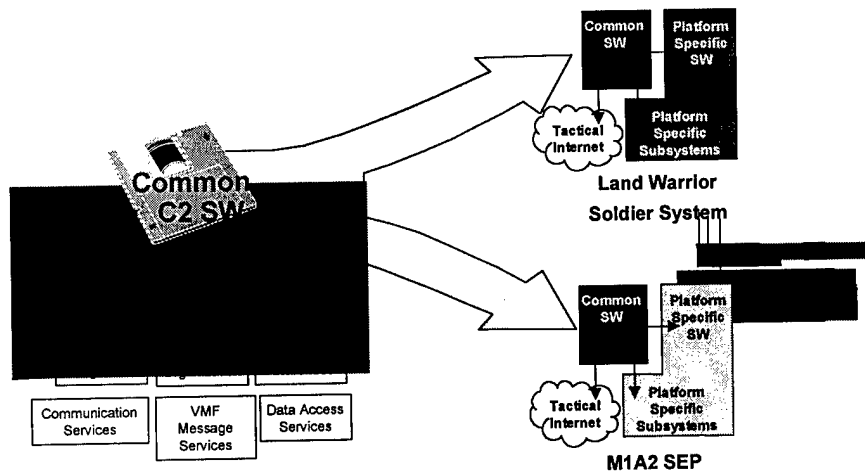 Common
C2 SW
Communication
Services
VMF
Message
Services
Data Access
Services
Common
SW
Platform
Specific
SW
Platform
Specific
Subsystems
Tactical
Internet
Land Warrior
Soldier System
Common
SW
Platform
Specific
SW
Platform
Specific
Subsystems
Tactical
Internet
M1A2 SEP